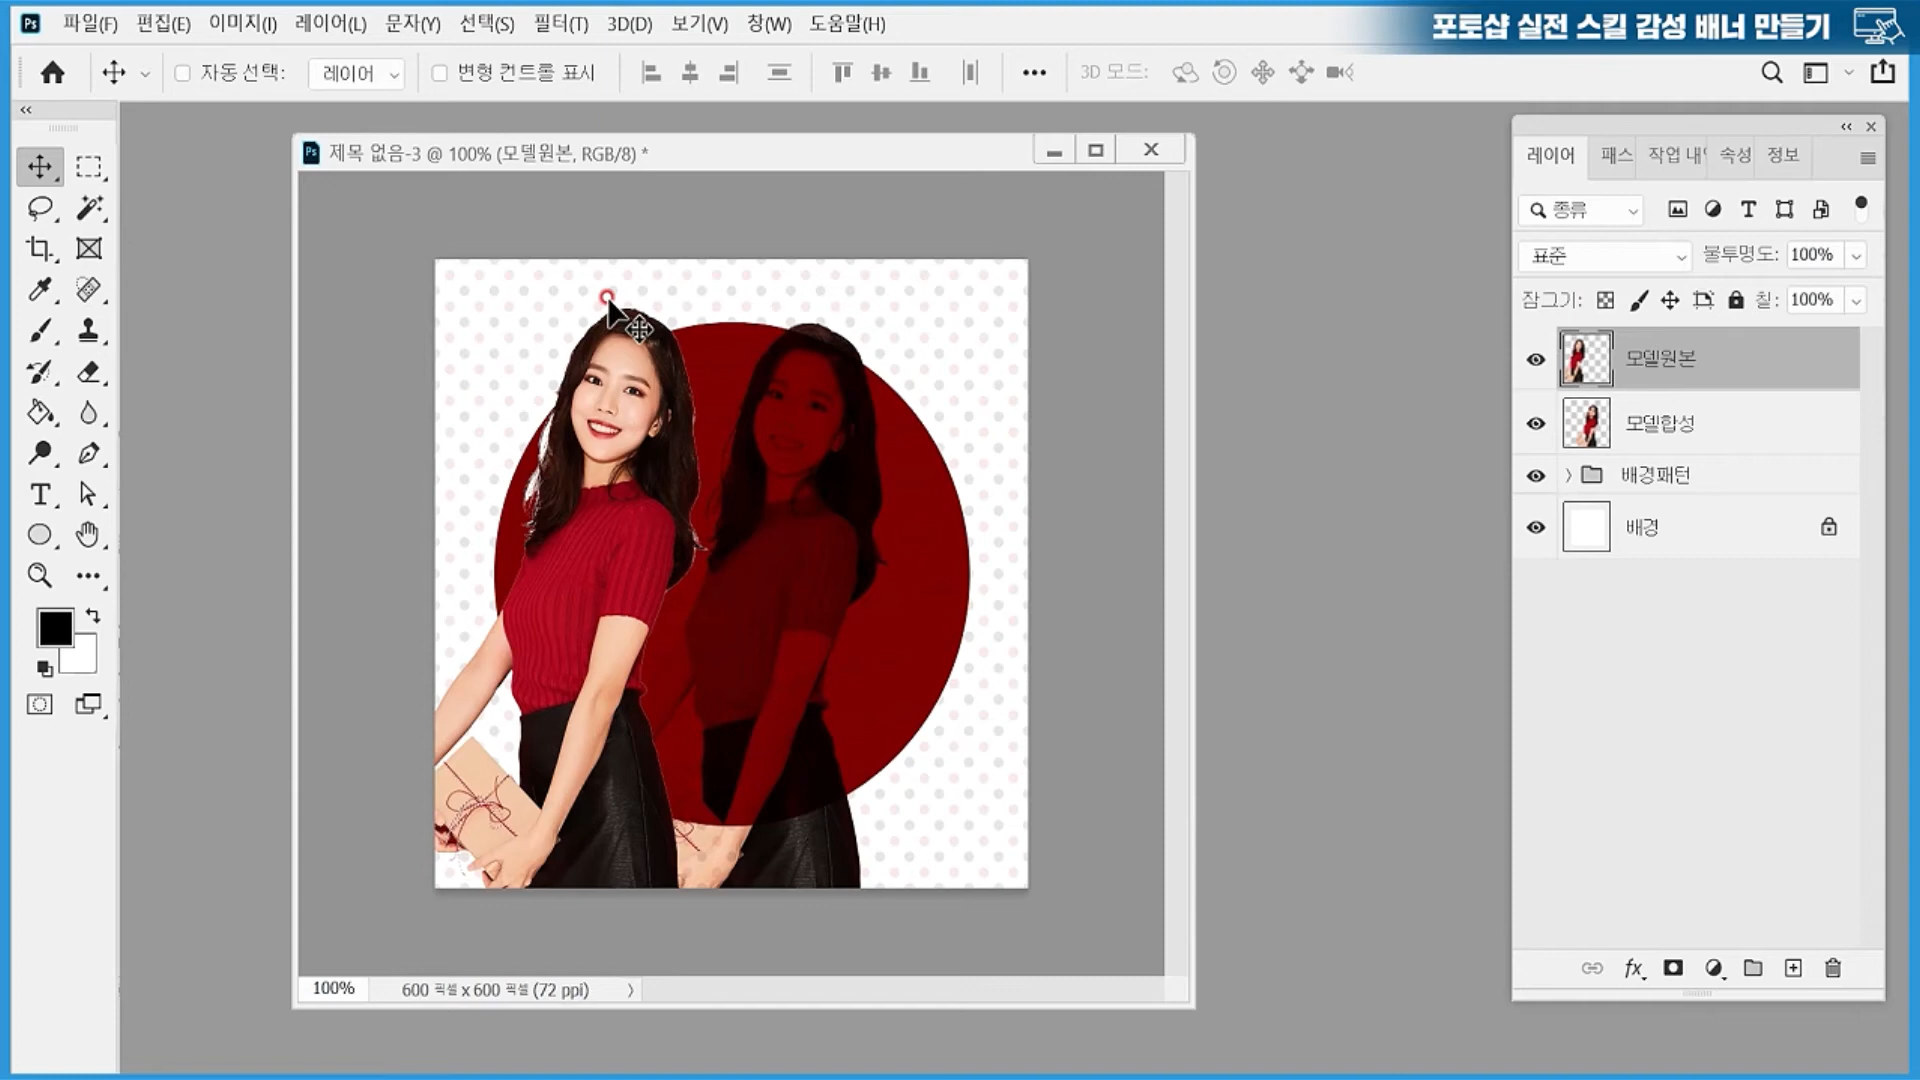 Ps 파일(F) 편집(E) 이미지(I) 레이어(L) 문자(Y) 선택(S) 필터(T) 3D(D) 보기(V) 창(W) 도움말(H)
포토샵 실전 스킬 감성 배너 만들기
자동 선택: 레이어 변형 컨트롤 표시 3D 모드:
Ps 제목 없음-3 @ 100% (모델원본, RGB/8) *
레이어 패스 작업 내 속성 정보
종류
표준 불투명도: 100%
잠그기: 칠: 100%
모델원본
모델합성
배경패턴
배경
fx
100% 600 픽셀 x 600 픽셀 (72 ppi)